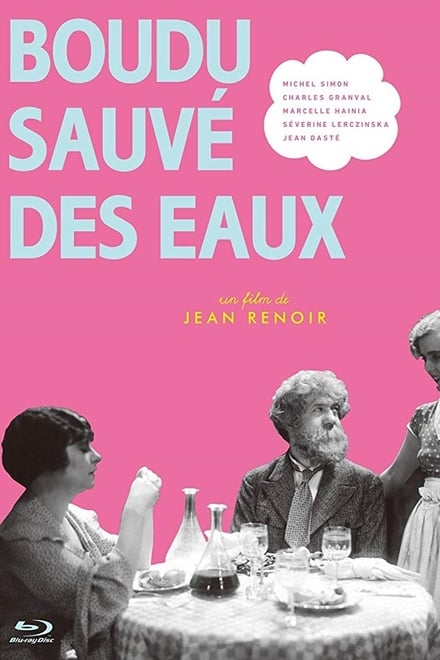 BOUDU
SAUVÉ
DES EAUX
MICHEL SIMON
CHARLES GRANVAL
MARCELLE HAINIA
SÉVERINE LERCZINSKA
JEAN DASTÉ
un film de
JEAN RENOIR
Blu-ray Disc